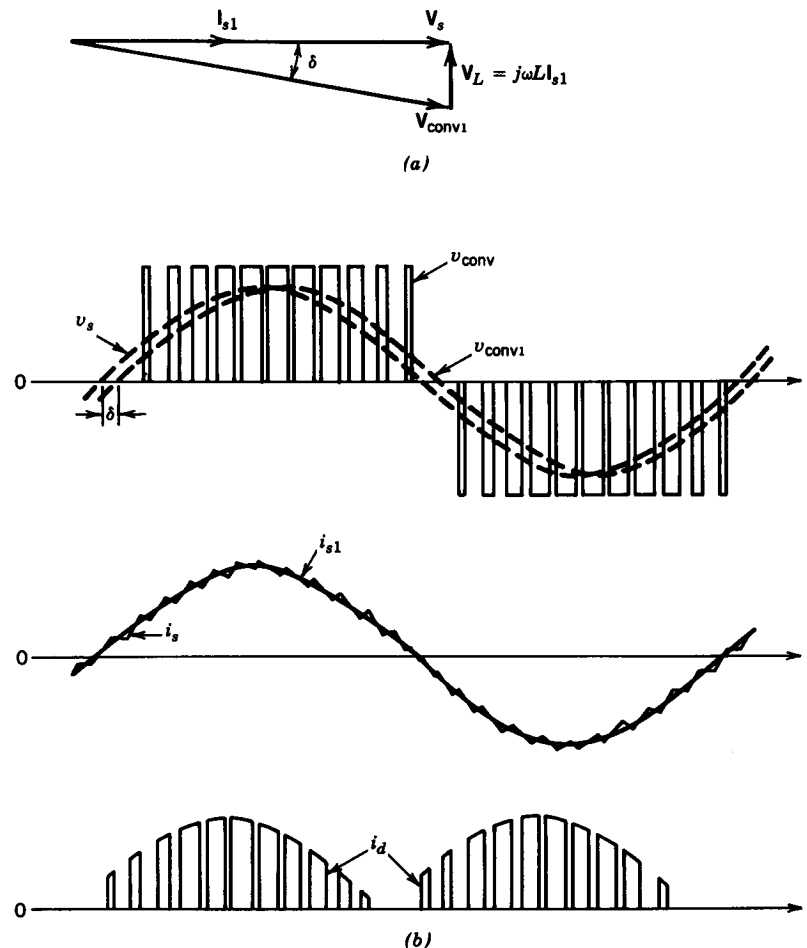 I_s1 V_s
δ
V_L = jωLI_s1
V_conv1
(a)
v_conv
v_s
v_conv1
0
δ
i_s1
i_s
0
i_d
0
(b)